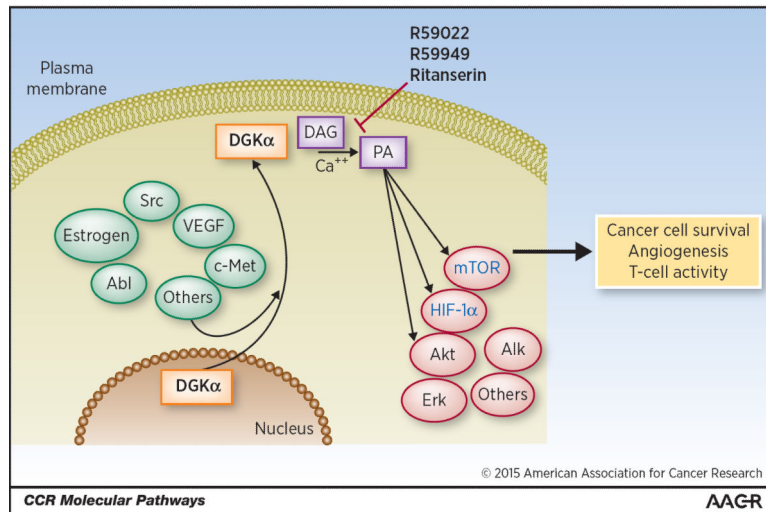 R59022
R59949
Ritanserin
Plasma
membrane
DGKα
DAG
Ca++
PA
Src
Estrogen
VEGF
c-Met
Abl
Others
mTOR
HIF-1α
Akt
Alk
Erk
Others
Cancer cell survival
Angiogenesis
T-cell activity
DGKα
Nucleus
© 2015 American Association for Cancer Research
CCR Molecular Pathways
AACR